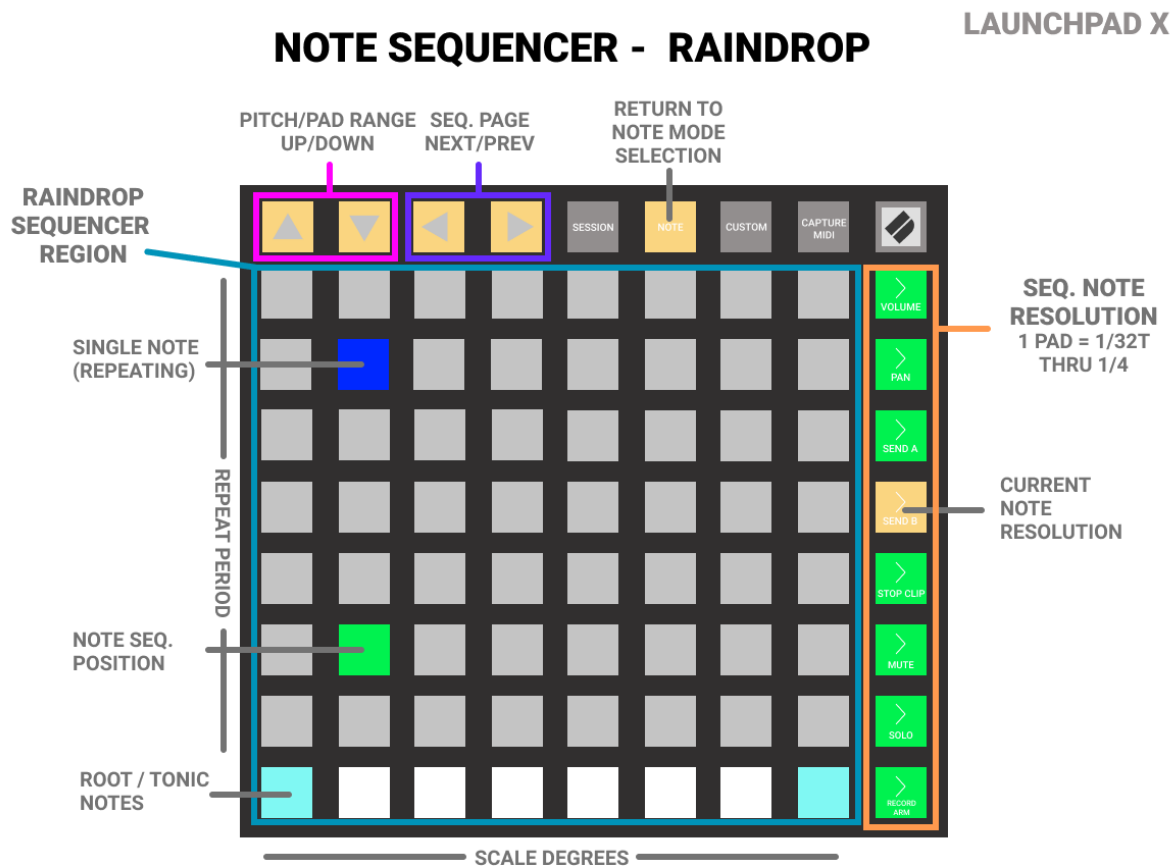 LAUNCHPAD X
NOTE SEQUENCER - RAINDROP
PITCH/PAD RANGE
UP/DOWN
SEQ. PAGE
NEXT/PREV
RETURN TO
NOTE MODE
SELECTION
RAINDROP
SEQUENCER
REGION
SESSION
NOTE
CUSTOM
CAPTURE
MIDI
VOLUME
SEQ. NOTE
RESOLUTION
1 PAD = 1/32T
THRU 1/4
SINGLE NOTE
(REPEATING)
PAN
SEND A
REPEAT PERIOD
SEND B
CURRENT
NOTE
RESOLUTION
STOP CLIP
NOTE SEQ.
POSITION
MUTE
SOLO
ROOT / TONIC
NOTES
RECORD
ARM
SCALE DEGREES